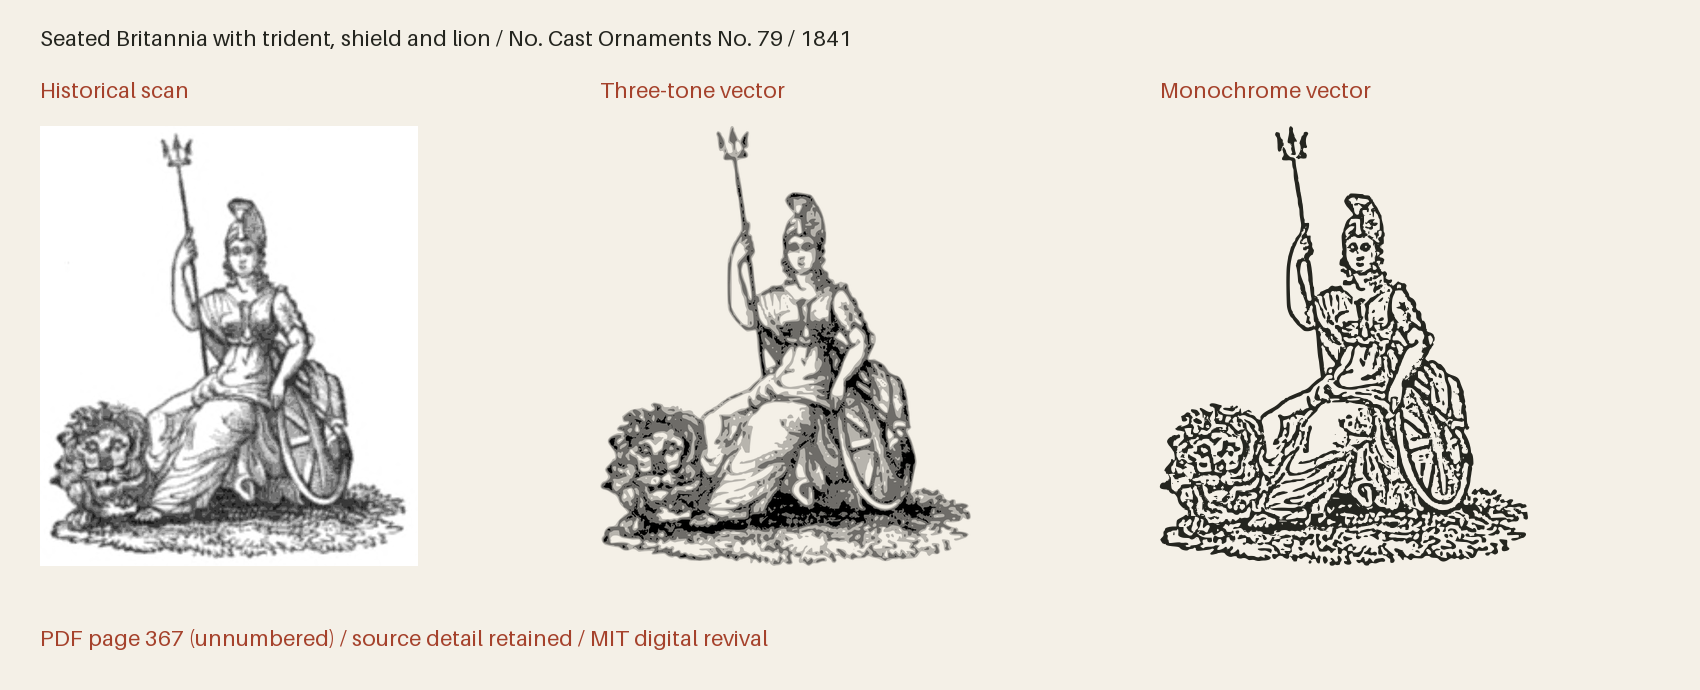 Seated Britannia with trident, shield and lion / No. Cast Ornaments No. 79 / 1841
Historical scan
Three-tone vector
Monochrome vector
PDF page 367 (unnumbered) / source detail retained / MIT digital revival